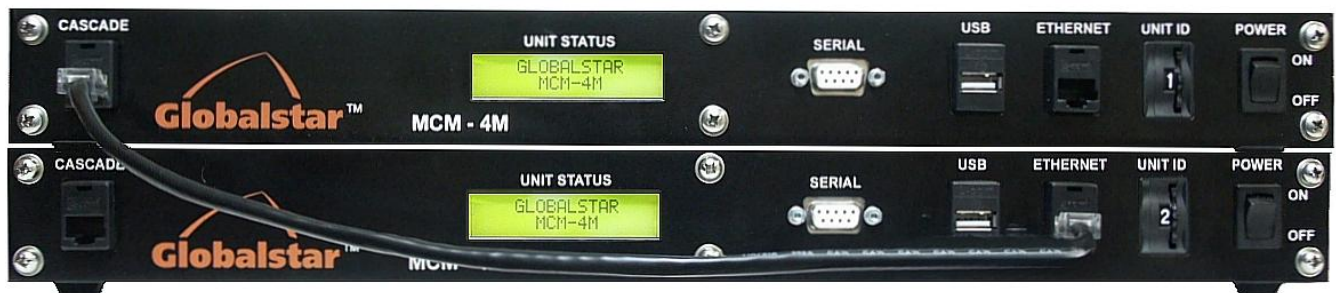 CASCADE
UNIT STATUS
GLOBALSTAR
MCM-4M
Globalstar™
MCM - 4M
SERIAL
USB
ETHERNET
UNIT ID
1
POWER
ON
OFF
CASCADE
UNIT STATUS
GLOBALSTAR
MCM-4M
Globalstar™
SERIAL
USB
ETHERNET
UNIT ID
2
POWER
ON
OFF